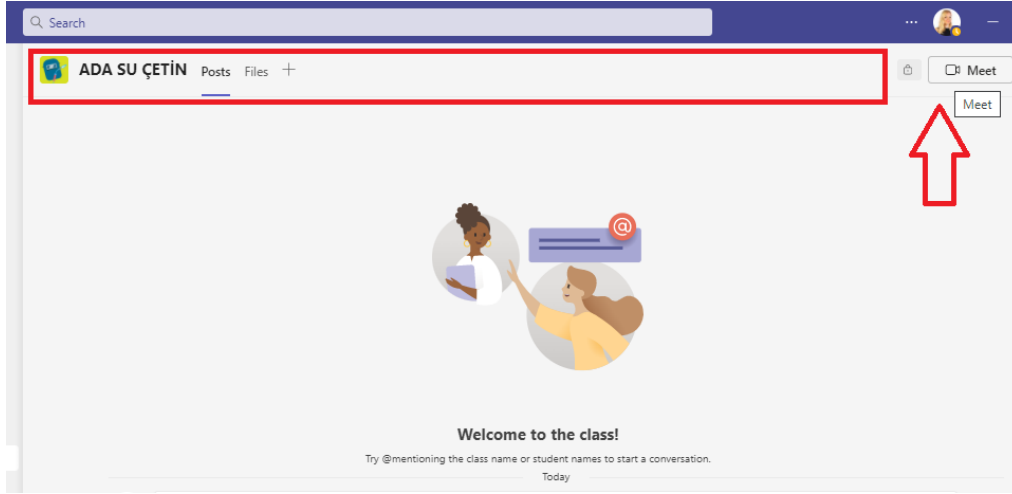 Search
ADA SU ÇETİN Posts Files +
Meet
Meet
@
Welcome to the class!
Try @mentioning the class name or student names to start a conversation.
Today